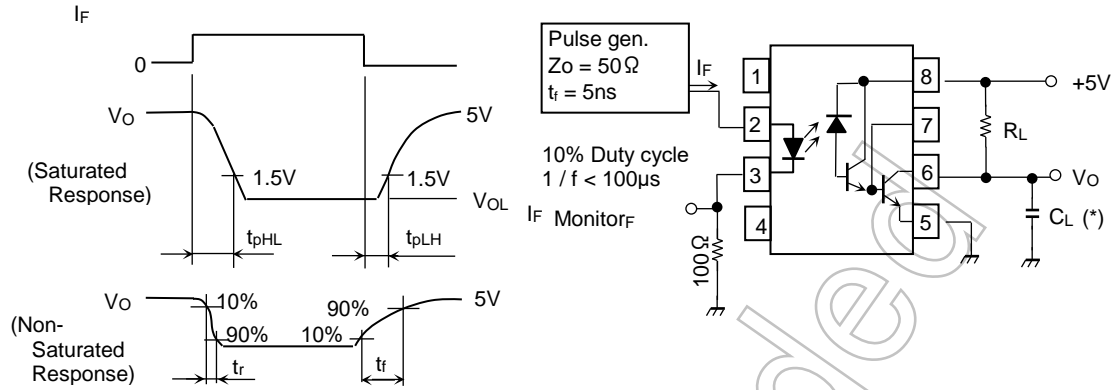 IF
0
VO
5V
(Saturated
Response)
1.5V
1.5V
VOL
tpHL
tpLH
VO
10%
90%
5V
(Non-
Saturated
Response)
90%
10%
tr
tf
Pulse gen.
Zo = 50Ω
tf = 5ns
IF
10% Duty cycle
1 / f < 100µs
IF MonitorF
100Ω
1
2
3
4
8
7
6
5
+5V
RL
VO
CL (*)
ded